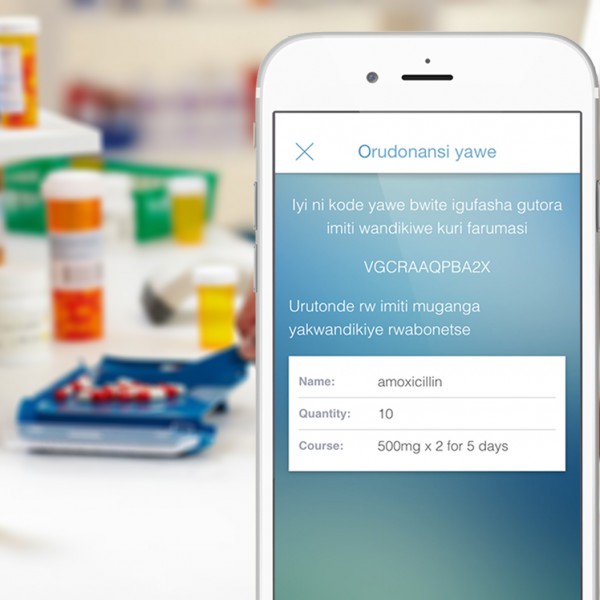 Orudonansi yawe
Iyi ni kode yawe bwite igufasha gutora
imiti wandikiwe kuri farumasi
VGCRAAQPBA2X
Urutonde rw imiti muganga
yakwandikiye rwabonetse
Name: amoxicillin
Quantity: 10
Course: 500mg x 2 for 5 days